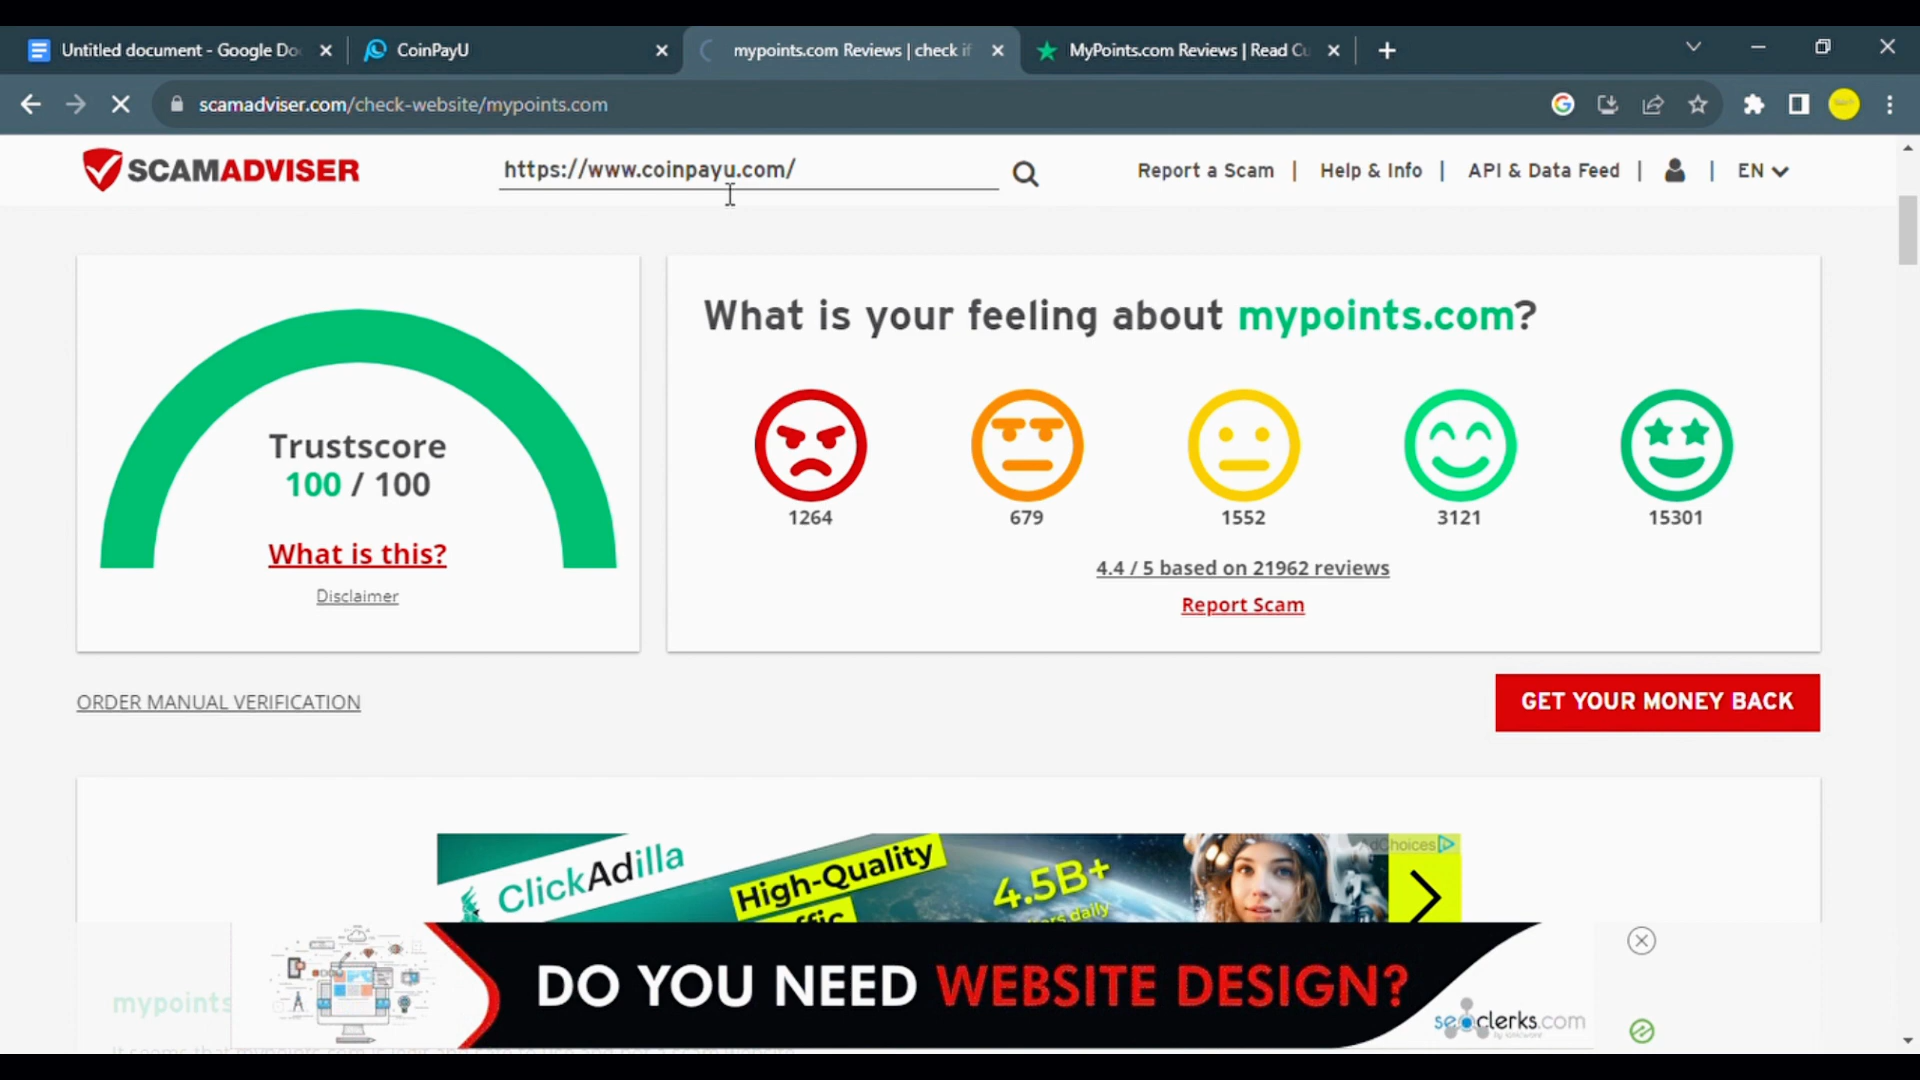 Untitled document - Google Do
CoinPayU
mypoints.com Reviews | check if
MyPoints.com Reviews | Read Cu
scamadviser.com/check-website/mypoints.com
SCAMADVISER
https://www.coinpayu.com/
Report a Scam | Help & Info | API & Data Feed | | EN
Trustscore
100 / 100
What is this?
Disclaimer
What is your feeling about mypoints.com?
1264
679
1552
3121
15301
4.4 / 5 based on 21962 reviews
Report Scam
ORDER MANUAL VERIFICATION
GET YOUR MONEY BACK
ClickAdilla
High-Quality
4.5B+
daily
AdChoices
DO YOU NEED WEBSITE DESIGN?
seoclerks.com
mypoints